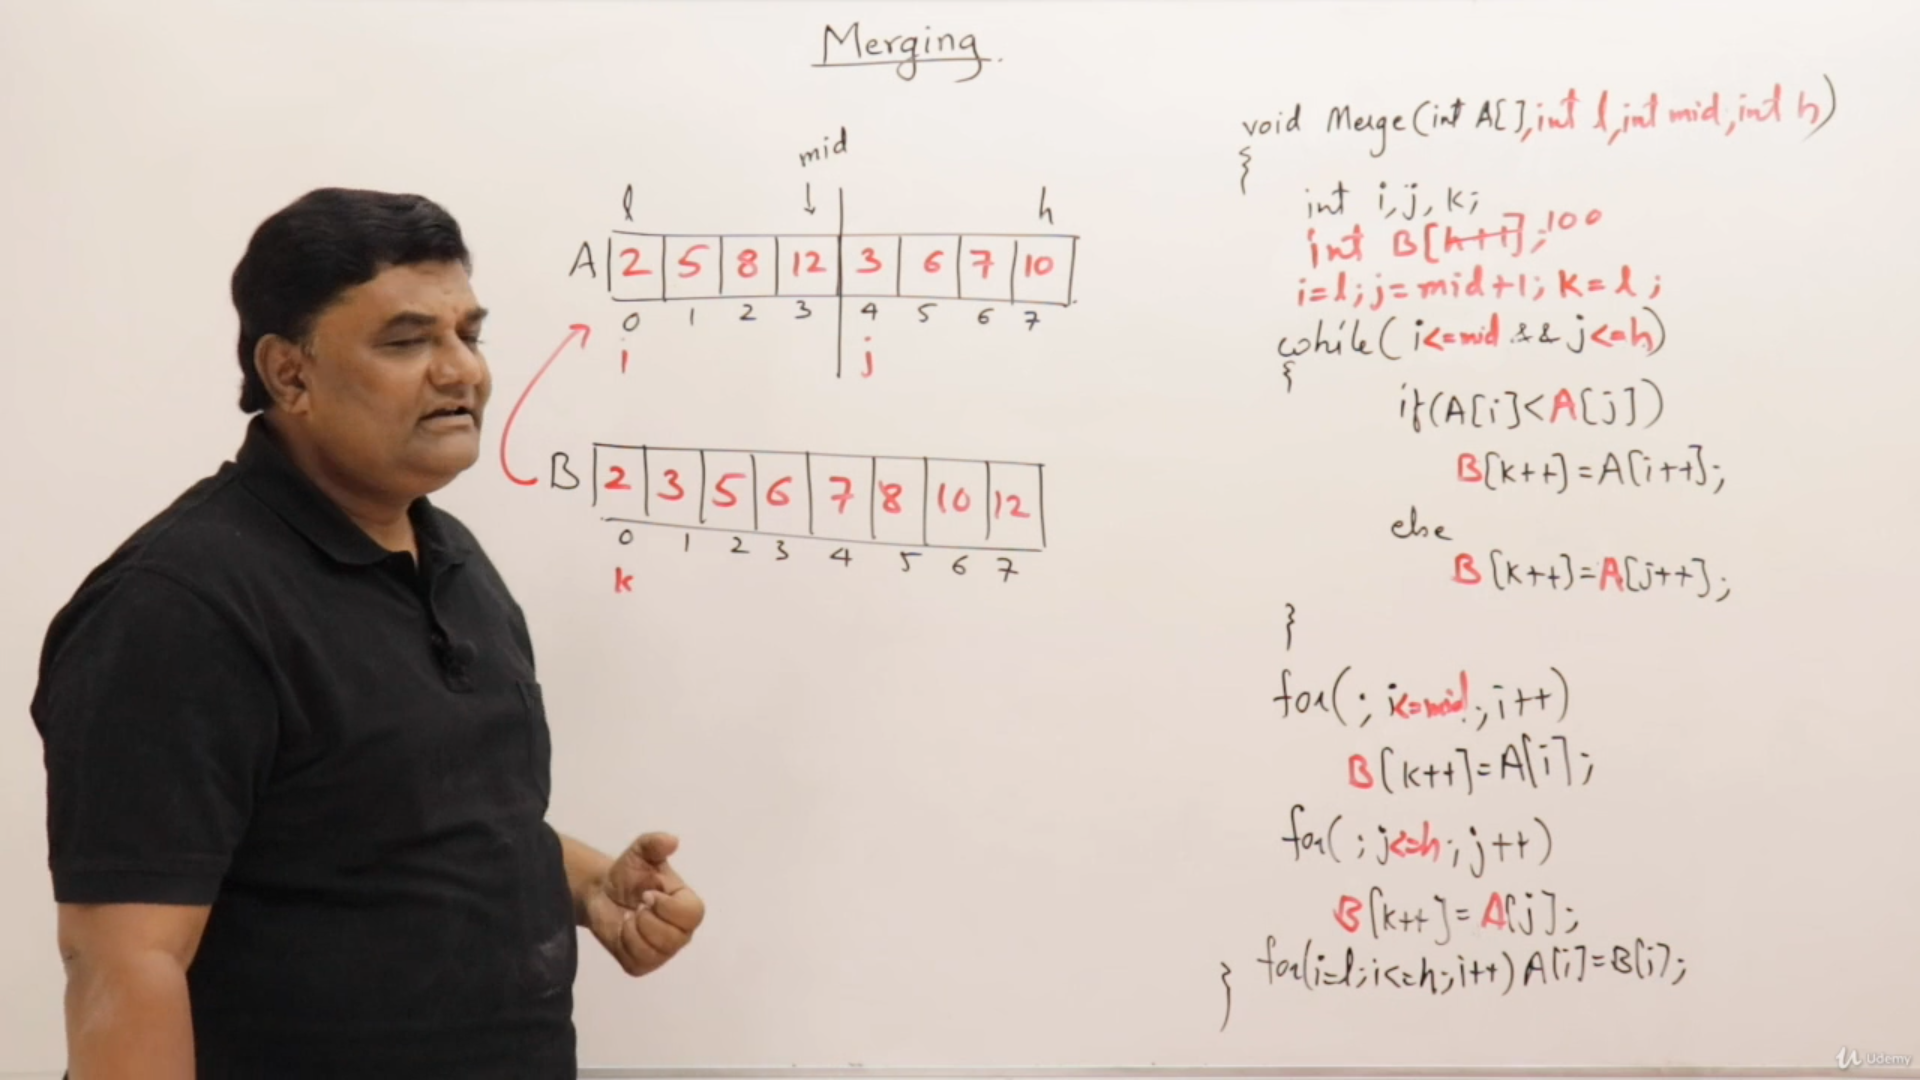 Merging
mid
l h
A 2 5 8 12 3 6 7 10
0 1 2 3 4 5 6 7
i j
B 2 3 5 6 7 8 10 12
0 1 2 3 4 5 6 7
k
void Merge(int A[],int l,int mid,int h)
{
int i,j,k;
int B[h+1];100
i=l;j=mid+1;k=l;
while(i<=mid && j<=h)
{
if(A[i]<A[j])
B[k++]=A[i++];
else
B[k++]=A[j++];
}
for(;i<=mid;i++)
B[k++]=A[i];
for(;j<=h;j++)
B[k++]=A[j];
for(i=l;i<=h;i++)A[i]=B[i];
}
Udemy